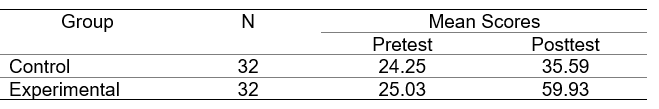 Group N Mean Scores
Pretest Posttest
Control 32 24.25 35.59
Experimental 32 25.03 59.93